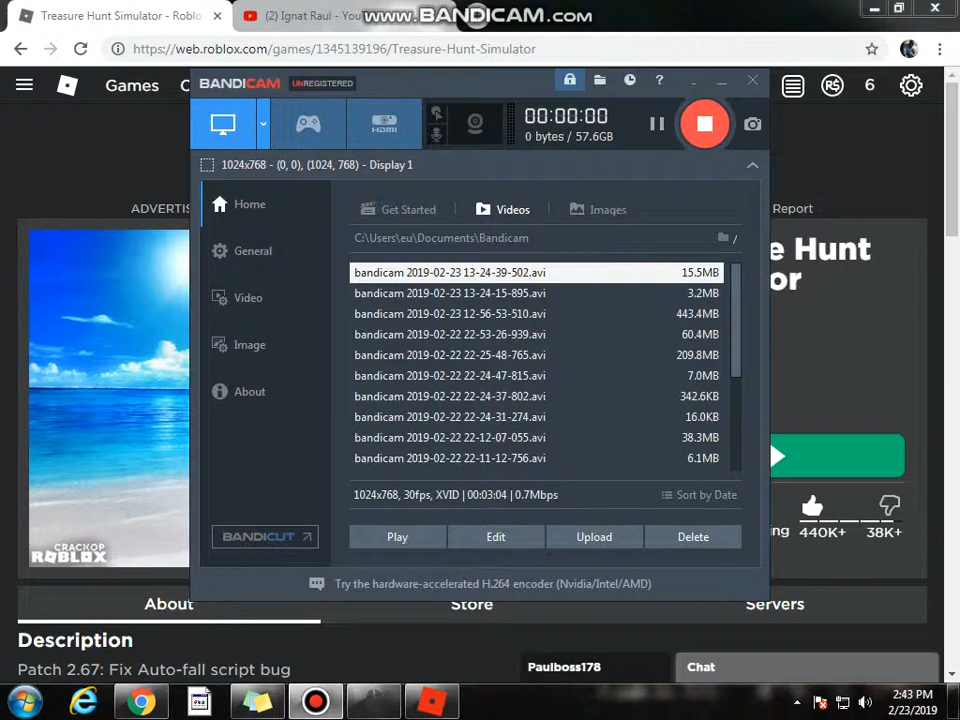 Treasure Hunt Simulator - Roblo
(2) Ignat Raul - You
www.BANDICAM.com
https://web.roblox.com/games/1345139196/Treasure-Hunt-Simulator
Games
C
R$
6
BANDICAM UNREGISTERED
HDMI
00:00:00
0 bytes / 57.6GB
1024x768 - (0, 0), (1024, 768) - Display 1
Home
General
Video
Image
About
BANDICUT
Get Started
Videos
Images
C:\Users\eu\Documents\Bandicam
/
bandicam 2019-02-23 13-24-39-502.avi 15.5MB
bandicam 2019-02-23 13-24-15-895.avi 3.2MB
bandicam 2019-02-23 12-56-53-510.avi 443.4MB
bandicam 2019-02-22 22-53-26-939.avi 60.4MB
bandicam 2019-02-22 22-25-48-765.avi 209.8MB
bandicam 2019-02-22 22-24-47-815.avi 7.0MB
bandicam 2019-02-22 22-24-37-802.avi 342.6KB
bandicam 2019-02-22 22-24-31-274.avi 16.0KB
bandicam 2019-02-22 22-12-07-055.avi 38.3MB
bandicam 2019-02-22 22-11-12-756.avi 6.1MB
1024x768, 30fps, XVID | 00:03:04 | 0.7Mbps
Sort by Date
Play
Edit
Upload
Delete
Try the hardware-accelerated H.264 encoder (Nvidia/Intel/AMD)
ADVERTIS
Report
e Hunt
or
CRACKOP
ROBLOX
ing
440K+
38K+
About
Store
Servers
Description
Patch 2.67: Fix Auto-fall script bug
Paulboss178
Chat
2:43 PM
2/23/2019